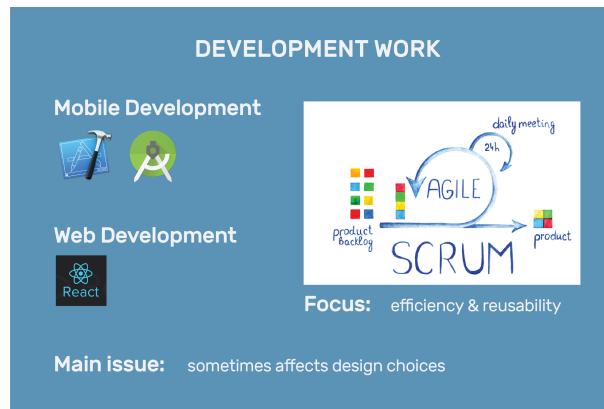 DEVELOPMENT WORK
Mobile Development
Web Development
React
daily meeting
24h
AGILE
product
backlog
SCRUM
product
Focus: efficiency & reusability
Main issue: sometimes affects design choices